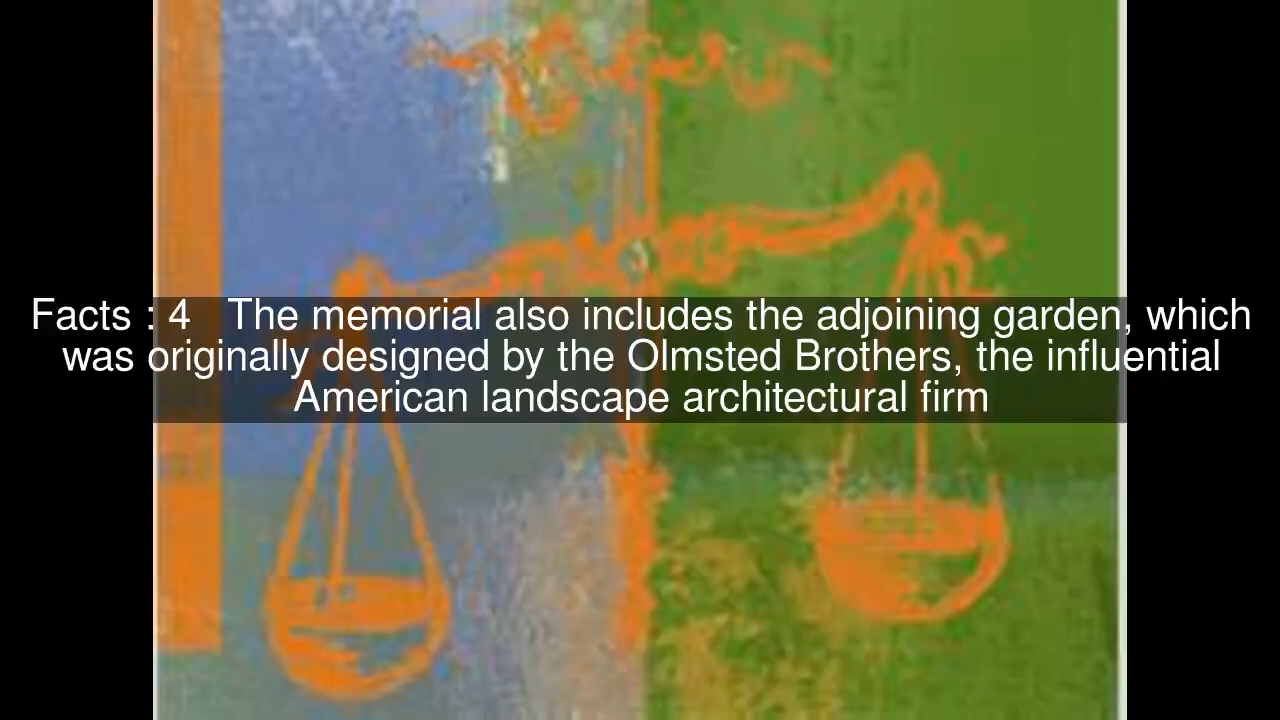 Facts : 4   The memorial also includes the adjoining garden, which
was originally designed by the Olmsted Brothers, the influential
American landscape architectural firm